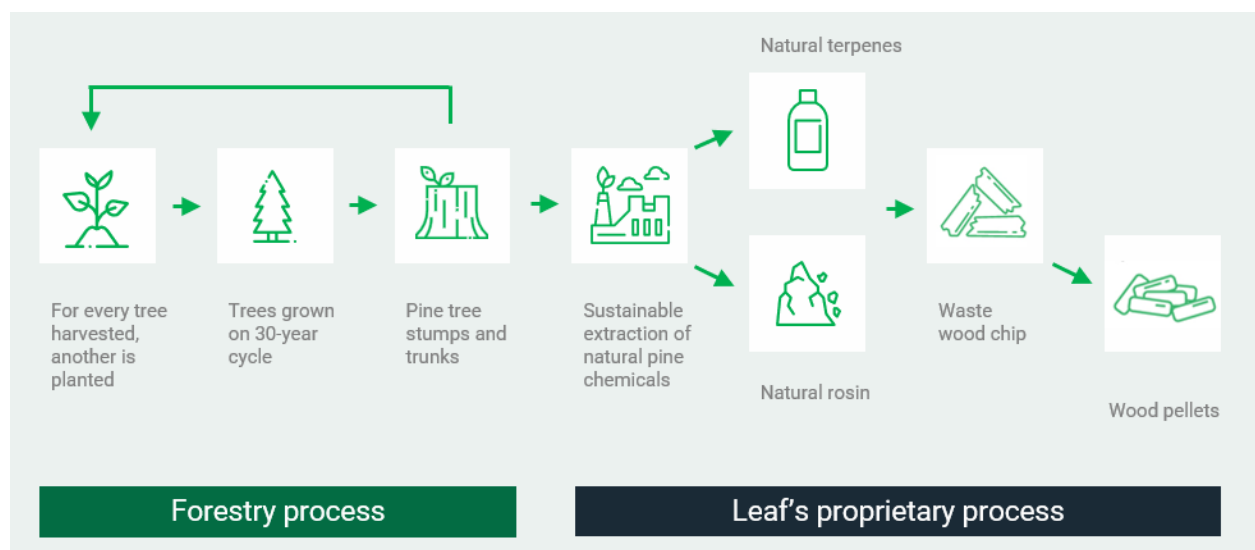 Natural terpenes
For every tree
harvested,
another is
planted
Trees grown
on 30-year
cycle
Pine tree
stumps and
trunks
Sustainable
extraction of
natural pine
chemicals
Natural rosin
Waste
wood chip
Wood pellets
Forestry process
Leaf’s proprietary process